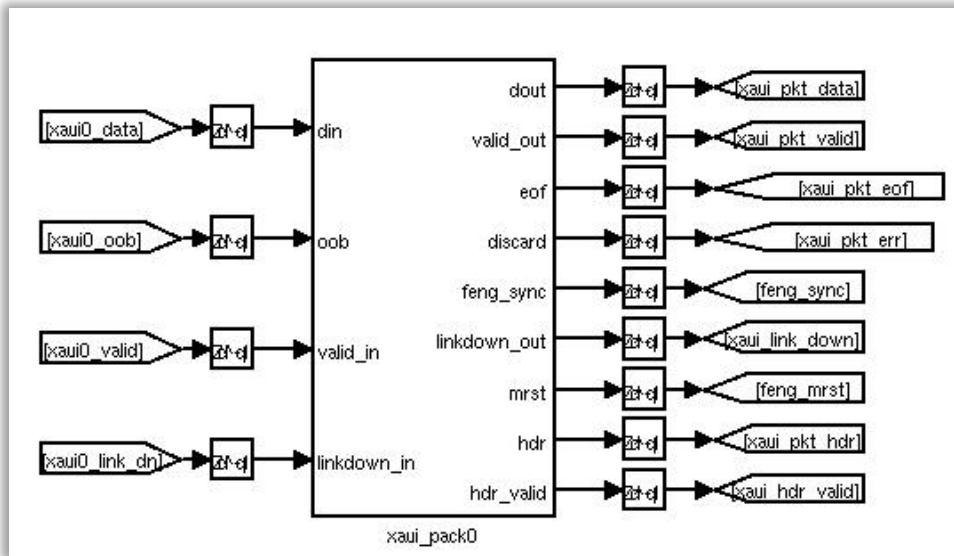 dout
[xaui_pkt_data]
[xaui0_data]
din
valid_out
[xaui_pkt_valid]
eof
[xaui_pkt_eof]
[xaui0_oob]
oob
discard
[xaui_pkt_err]
feng_sync
[feng_sync]
[xaui0_valid]
valid_in
linkdown_out
[xaui_link_down]
mrst
[feng_mrst]
hdr
[xaui_pkt_hdr]
[xaui0_link_dn]
linkdown_in
hdr_valid
[xaui_hdr_valid]
xaui_pack0